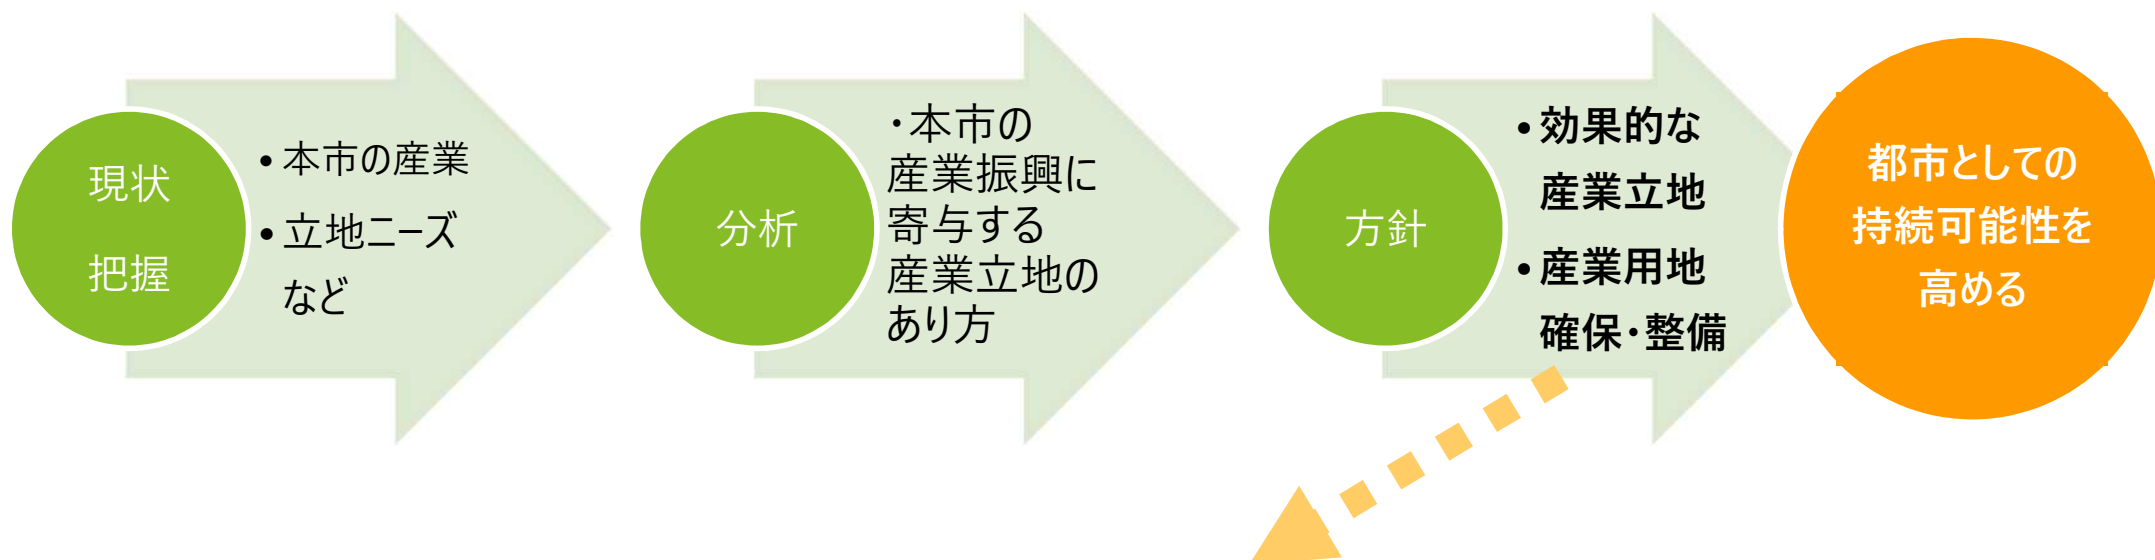 現状
把握
• 本市の産業
• 立地ニーズ
など
分析
・本市の
産業振興に
寄与する
産業立地の
あり方
方針
• 効果的な
産業立地
• 産業用地
確保・整備
都市としての
持続可能性を
高める